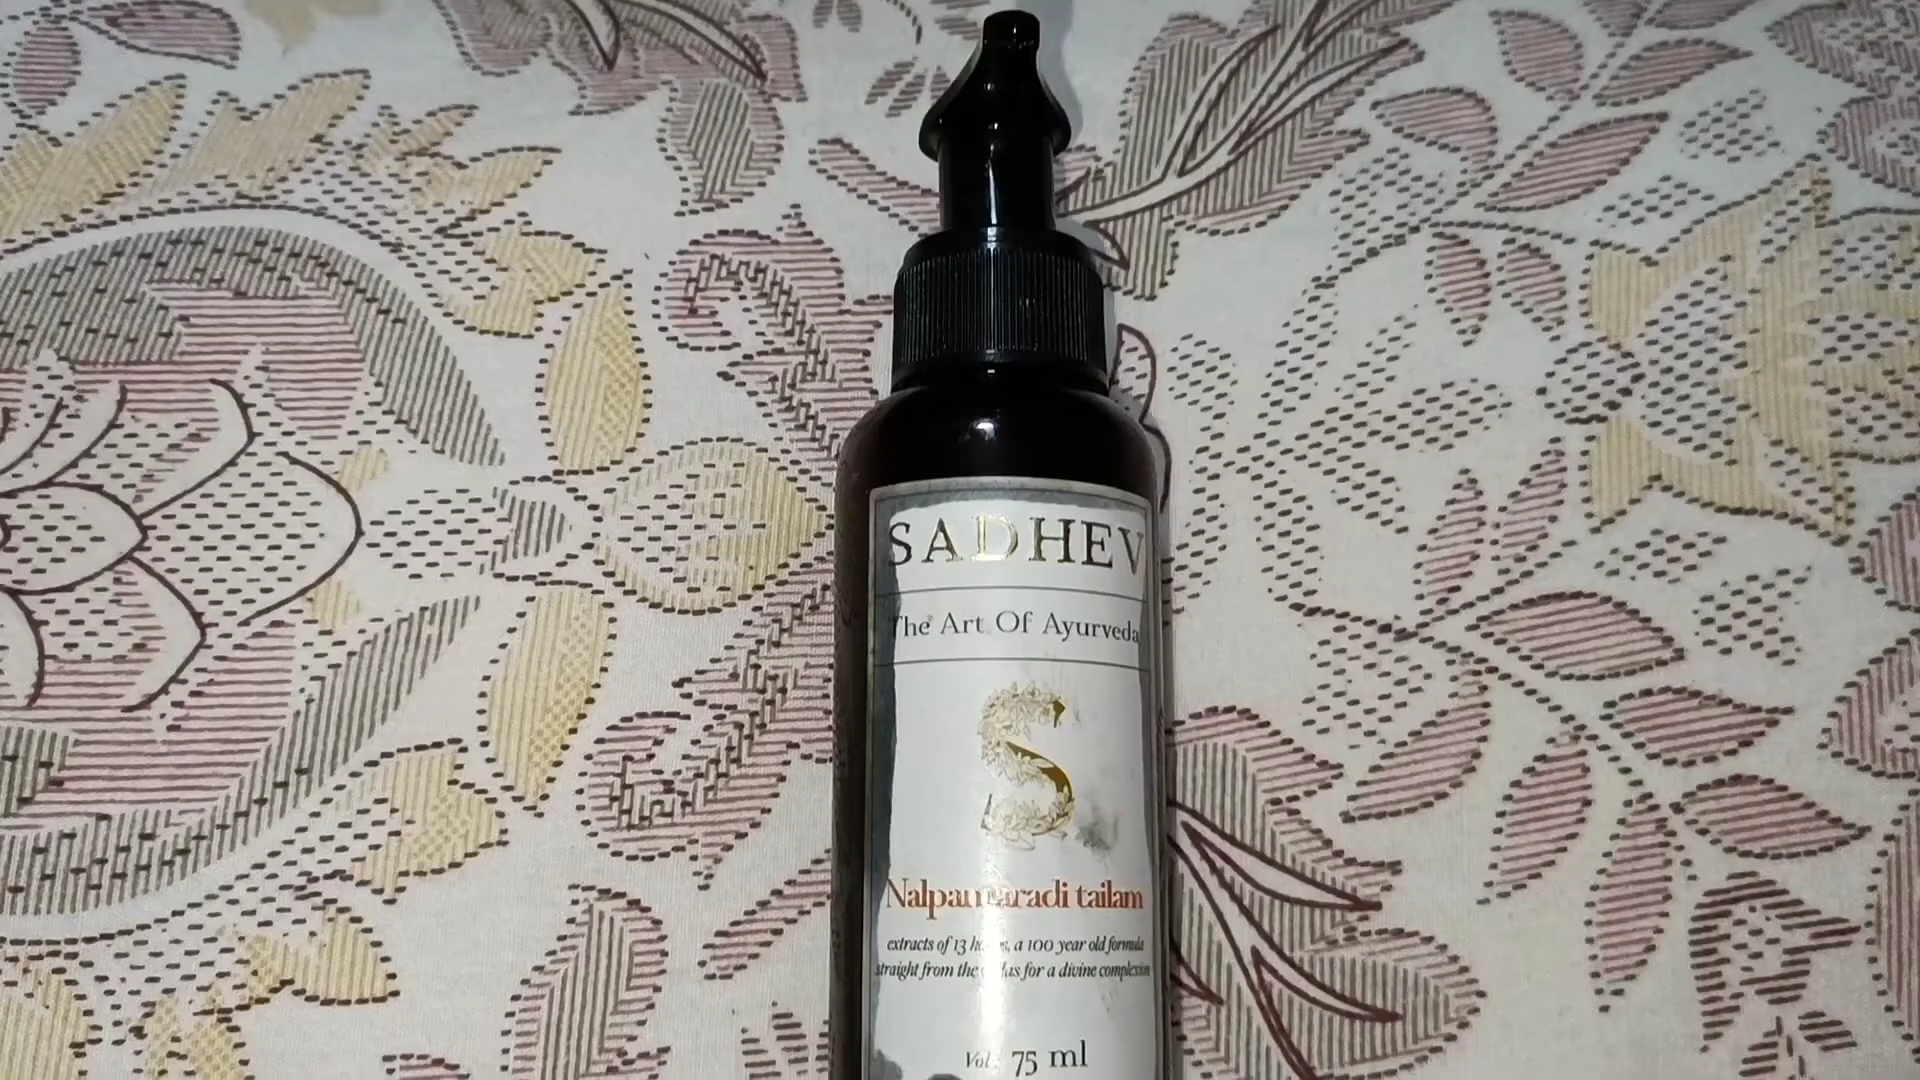 SADHEV
The Art Of Ayurveda
S
Nalpamaradi tailam
extracts of 13 a 100 year old formula
straight from the for a divine complexion
Vol: 75 ml